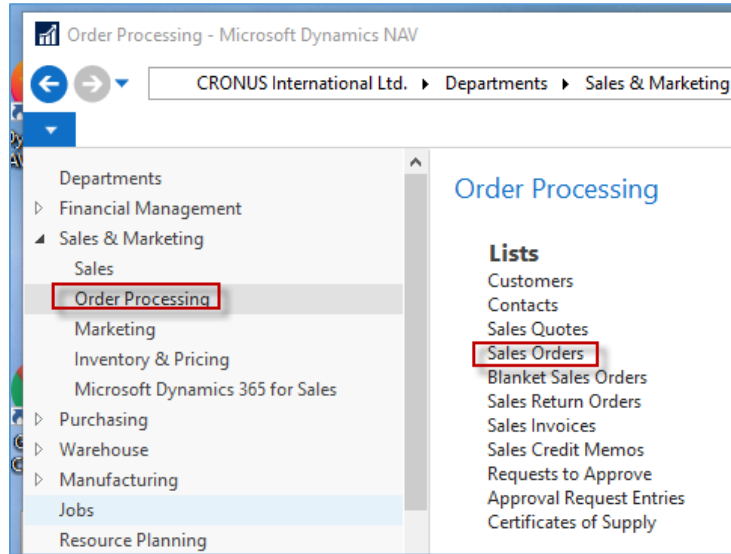 Order Processing - Microsoft Dynamics NAV
CRONUS International Ltd. Departments Sales & Marketing
Departments
Financial Management
Sales & Marketing
Sales
Order Processing
Marketing
Inventory & Pricing
Microsoft Dynamics 365 for Sales
Purchasing
Warehouse
Manufacturing
Jobs
Resource Planning
Order Processing
Lists
Customers
Contacts
Sales Quotes
Sales Orders
Blanket Sales Orders
Sales Return Orders
Sales Invoices
Sales Credit Memos
Requests to Approve
Approval Request Entries
Certificates of Supply